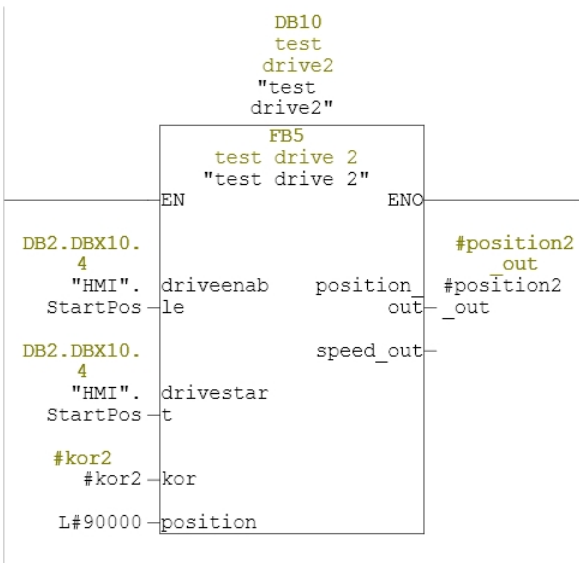 DB10
test
drive2
"test
drive2"
FB5
test drive 2
"test drive 2"
EN ENO
DB2.DBX10.
4
"HMI".
StartPos
driveenab
le
position_
out
#position2
_out
#position2
_out
speed_out
DB2.DBX10.
4
"HMI".
StartPos
drivestar
t
#kor2
#kor2
kor
L#90000
position